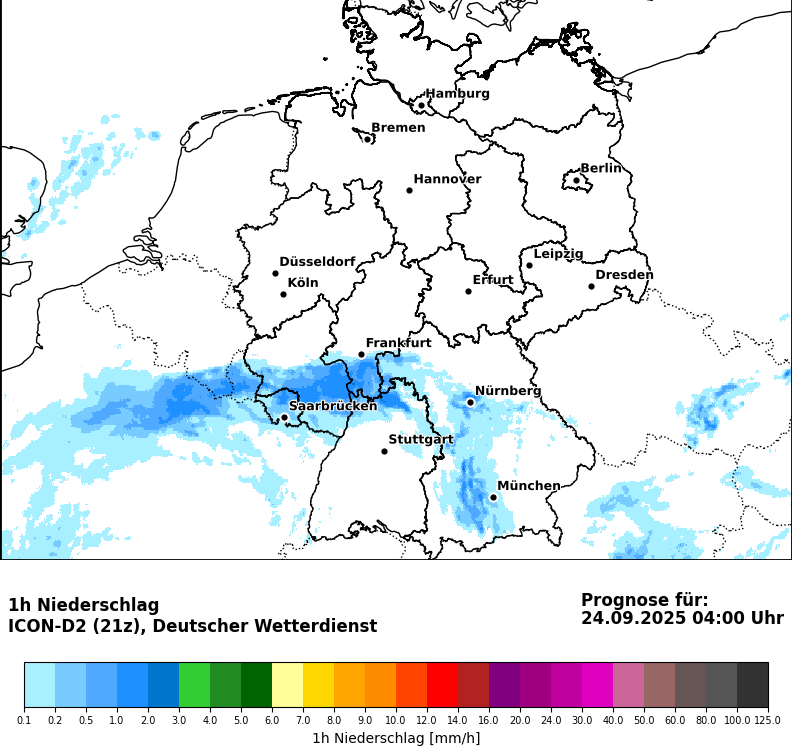 Hamburg
Bremen
Berlin
Hannover
Leipzig
Düsseldorf
Dresden
Köln
Erfurt
Frankfurt
Nürnberg
Saarbrücken
Stuttgart
München
1h Niederschlag
ICON-D2 (21z), Deutscher Wetterdienst
Prognose für:
24.09.2025 04:00 Uhr
0.1 0.2 0.5 1.0 2.0 3.0 4.0 5.0 6.0 7.0 9.0 10.0 12.0 14.0 16.0 20.0 24.0 30.0 40.0 50.0 60.0 80.0 100.0 125.0
1h Niederschlag [mm/h]